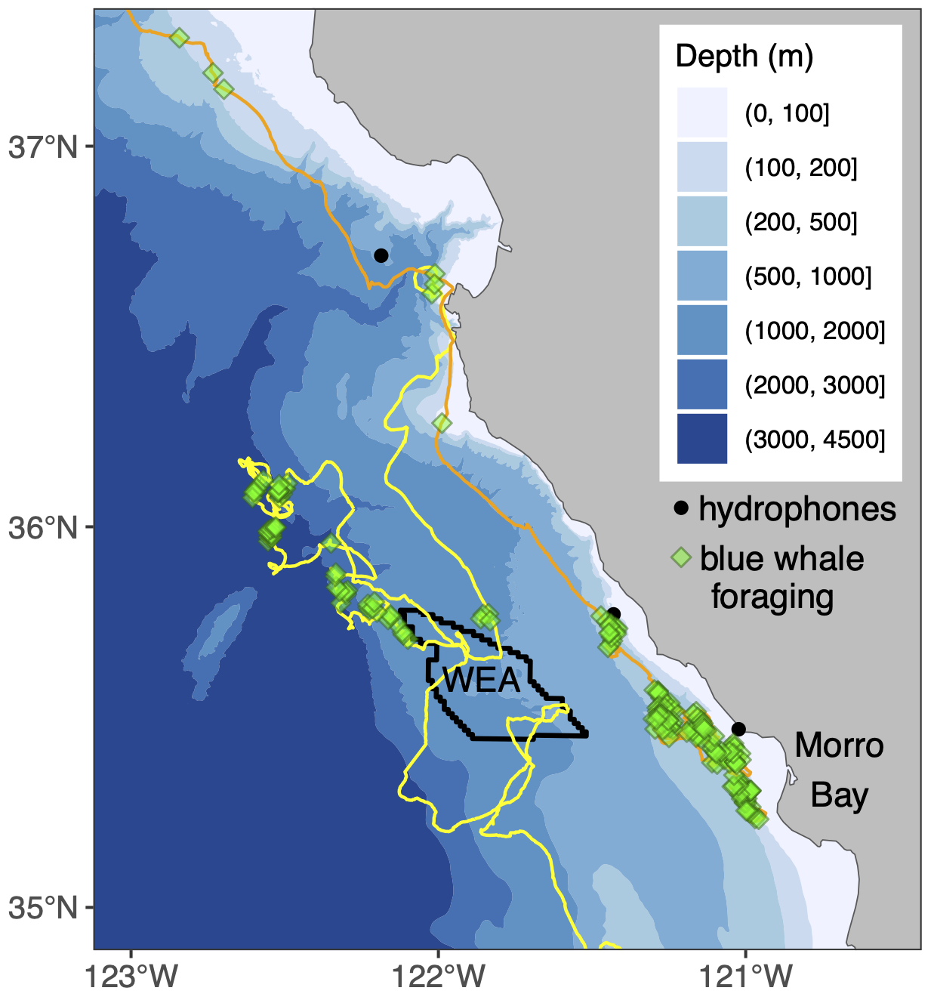 Depth (m)
(0, 100]
(100, 200]
(200, 500]
(500, 1000]
(1000, 2000]
(2000, 3000]
(3000, 4500]
hydrophones
blue whale
foraging
WEA
Morro
Bay
37°N
36°N
35°N
123°W
122°W
121°W